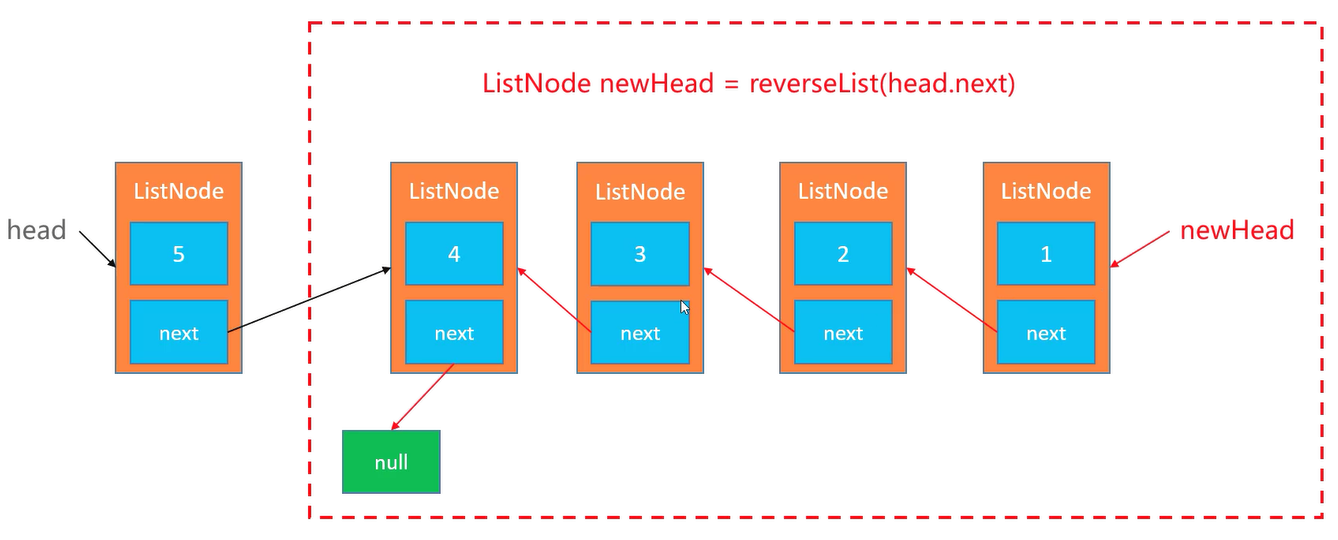 ListNode newHead = reverseList(head.next)
head
ListNode
5
next
ListNode
4
next
ListNode
3
next
ListNode
2
next
ListNode
1
next
newHead
null